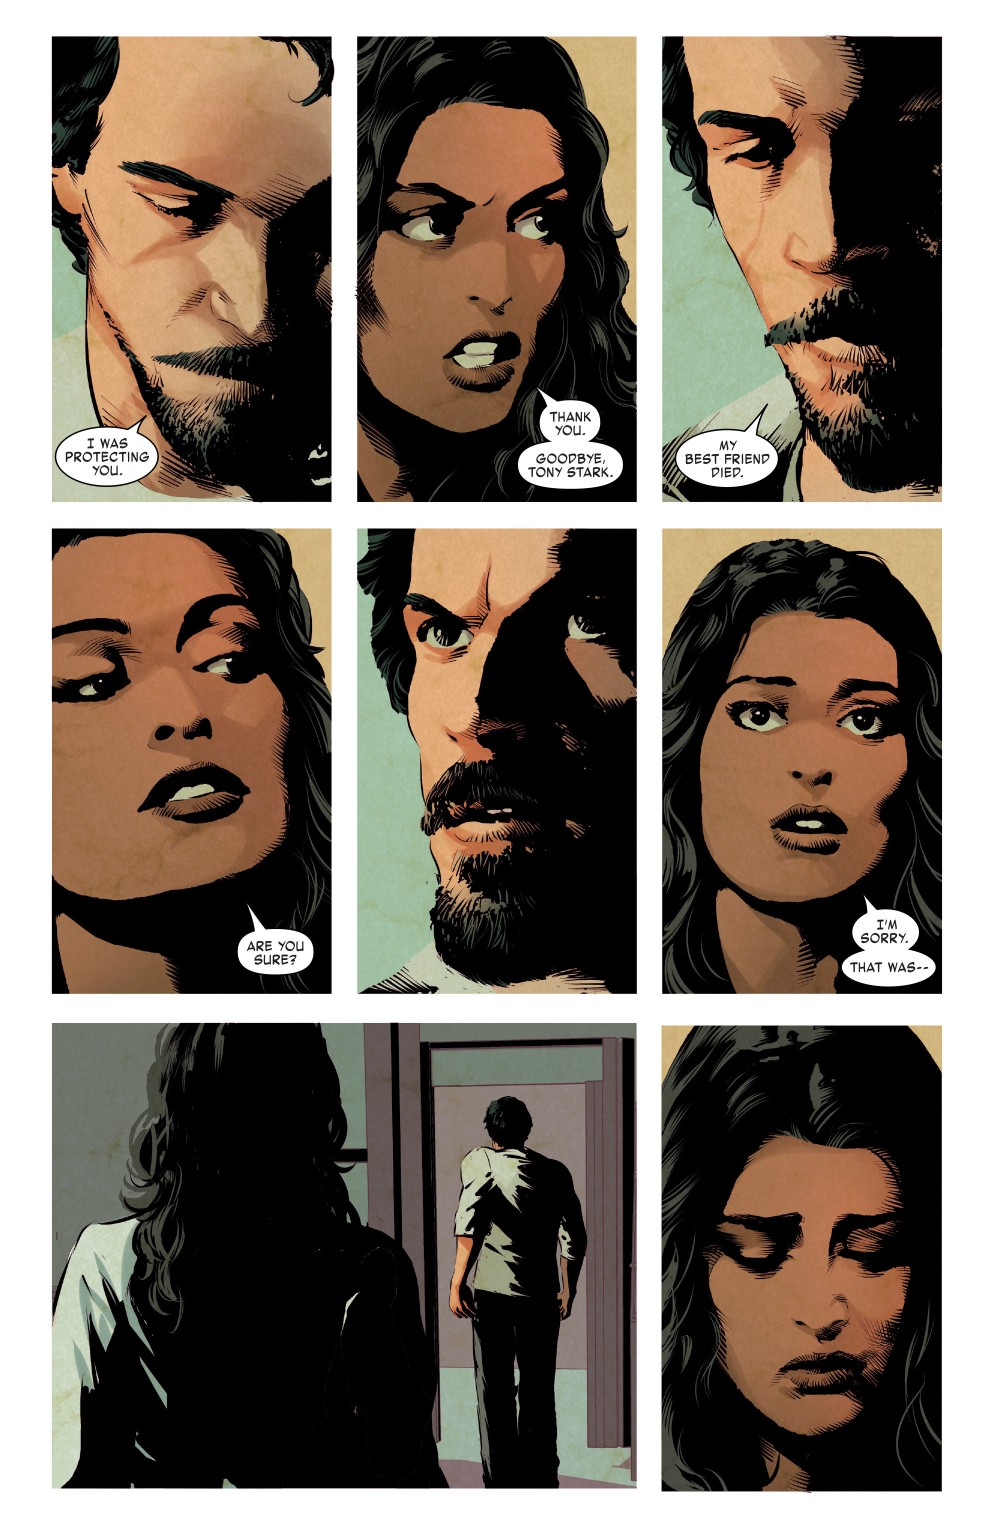 I WAS
PROTECTING
YOU.
THANK
YOU.
GOODBYE,
TONY STARK.
MY
BEST FRIEND
DIED.
ARE YOU
SURE?
I'M
SORRY.
THAT WAS--